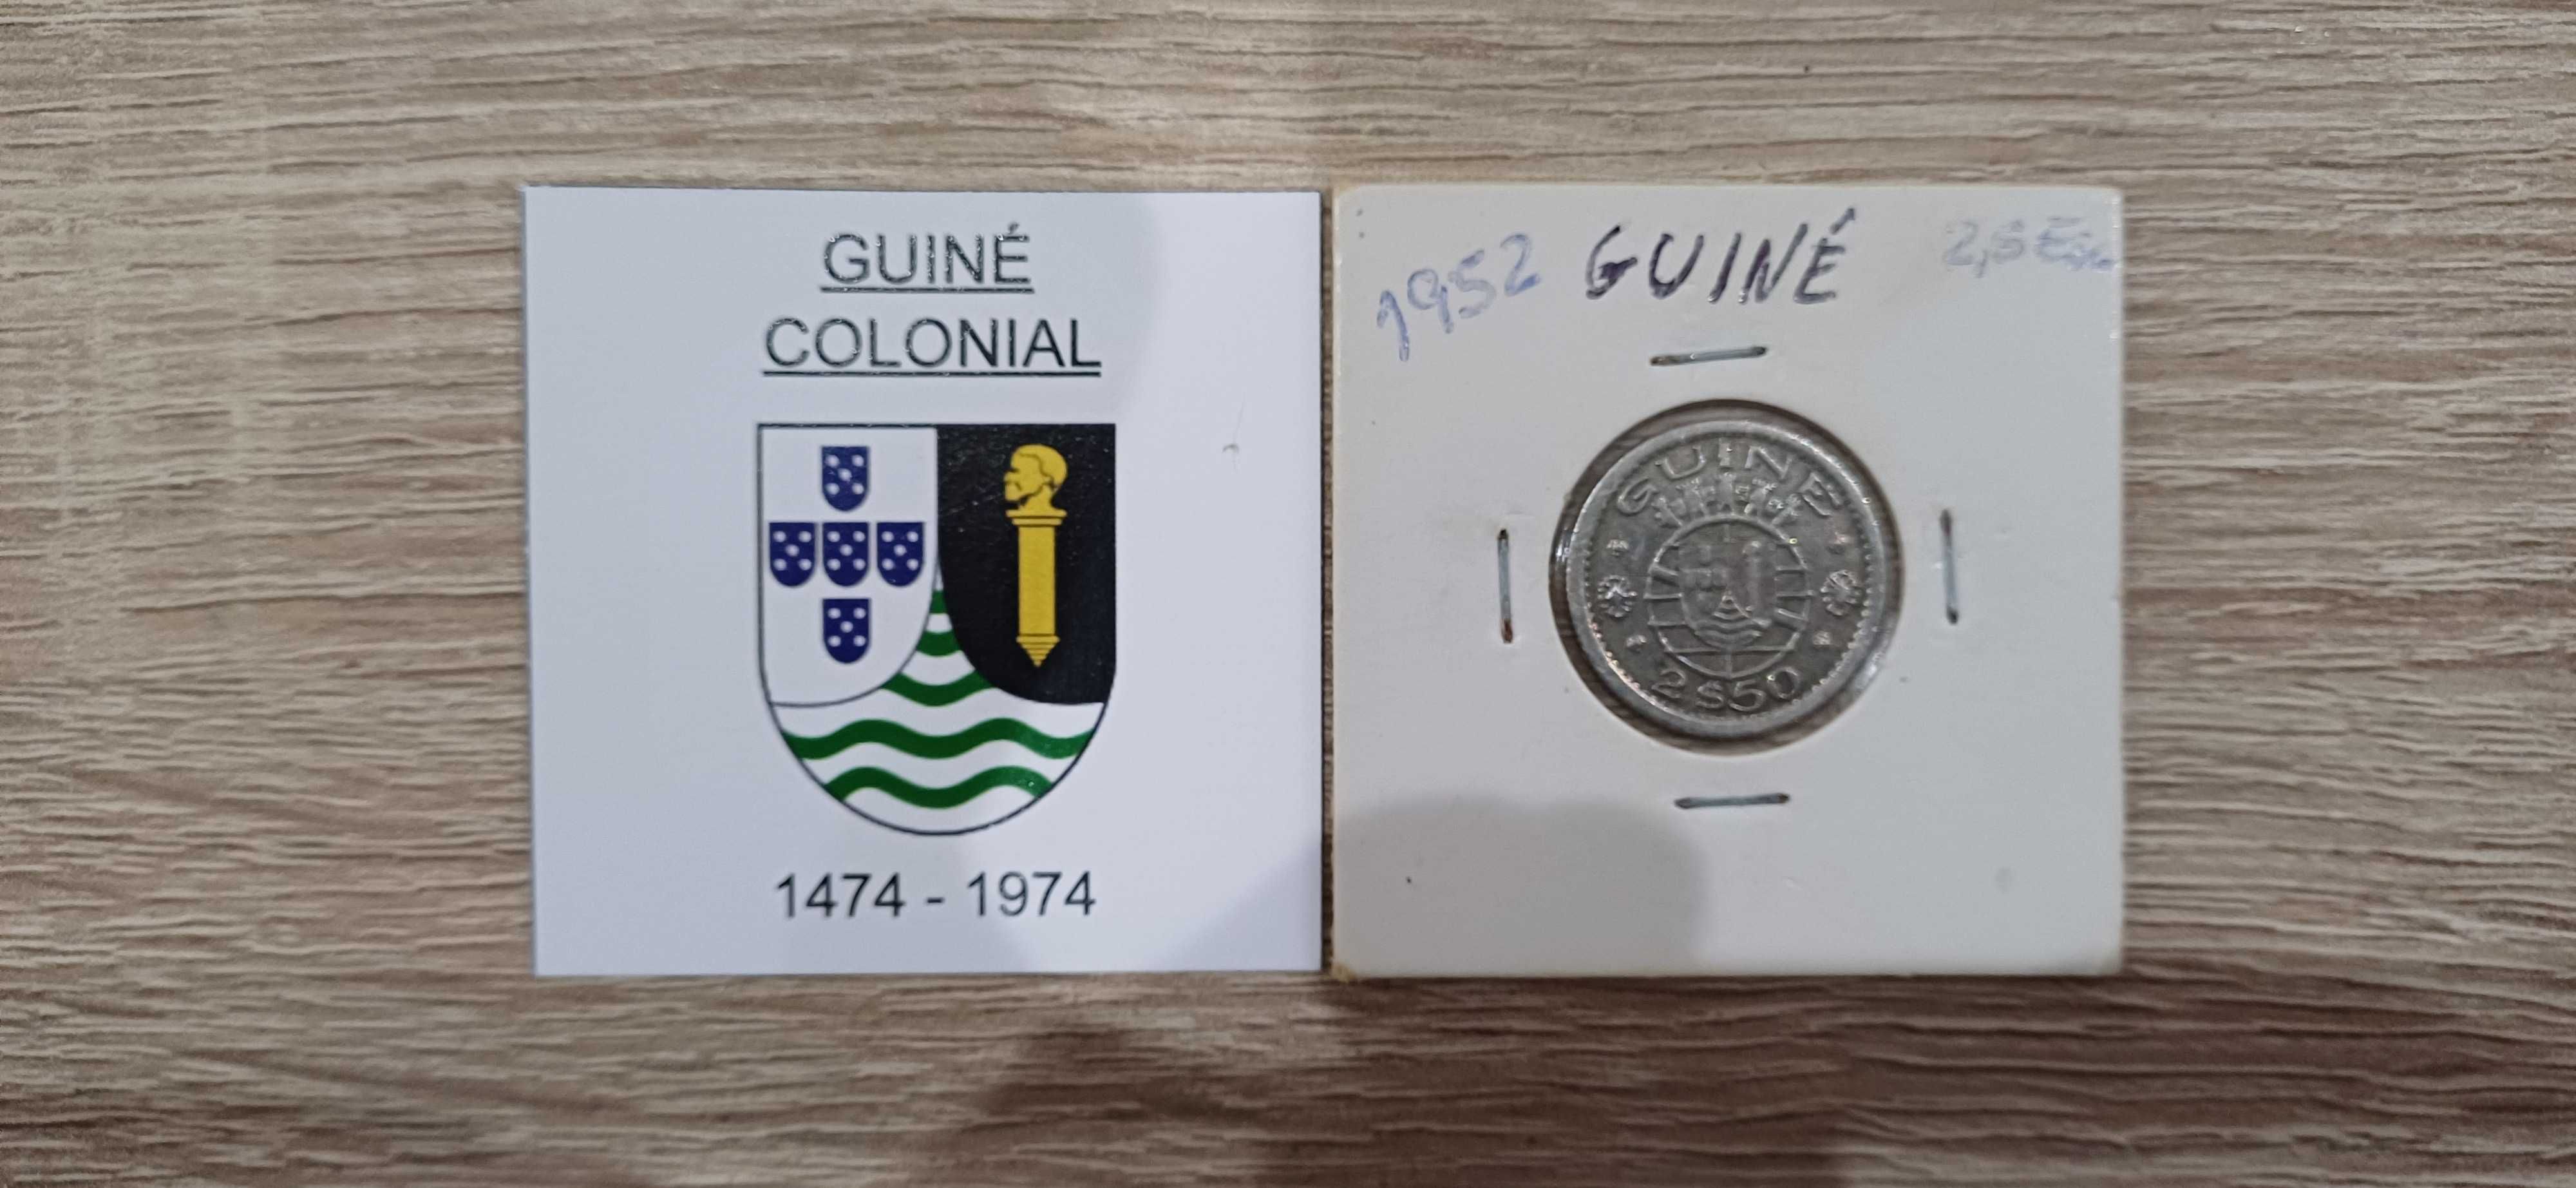 GUINÉ
COLONIAL
1474 - 1974
1952 GUINÉ 2,5 Esc
GUINÉ
2$50